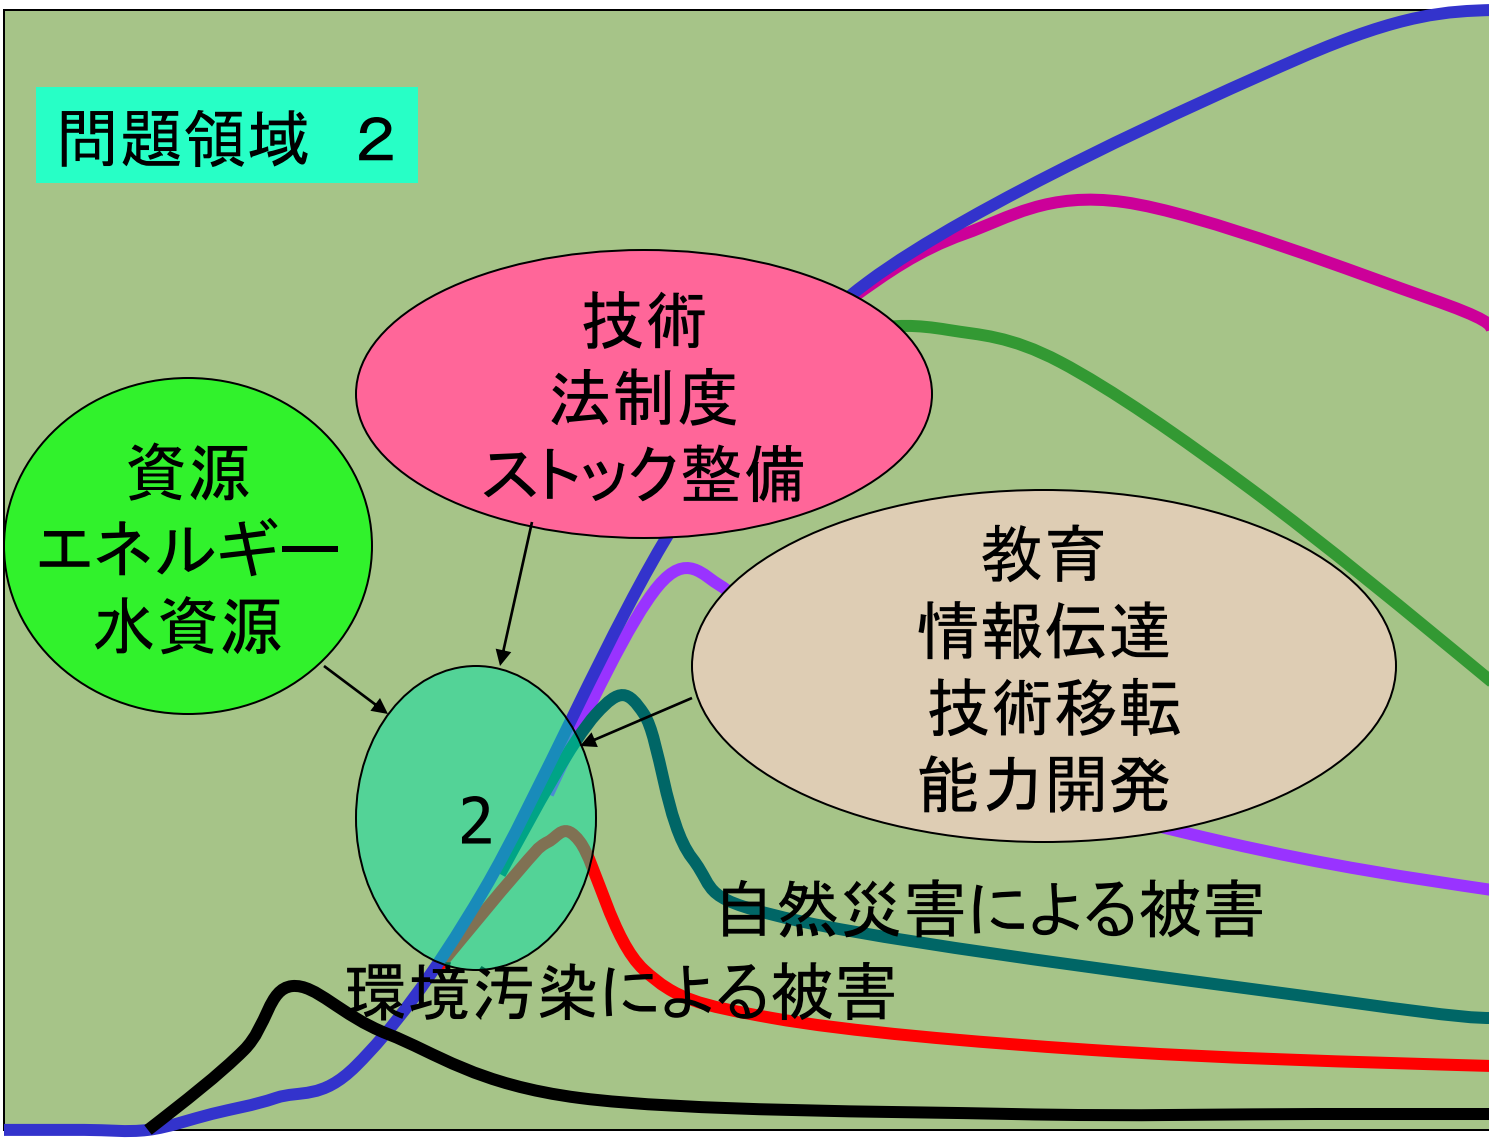 問題領域　２
技術
法制度
ストック整備
資源
エネルギー
水資源
教育
情報伝達
技術移転
能力開発
2
自然災害による被害
環境汚染による被害